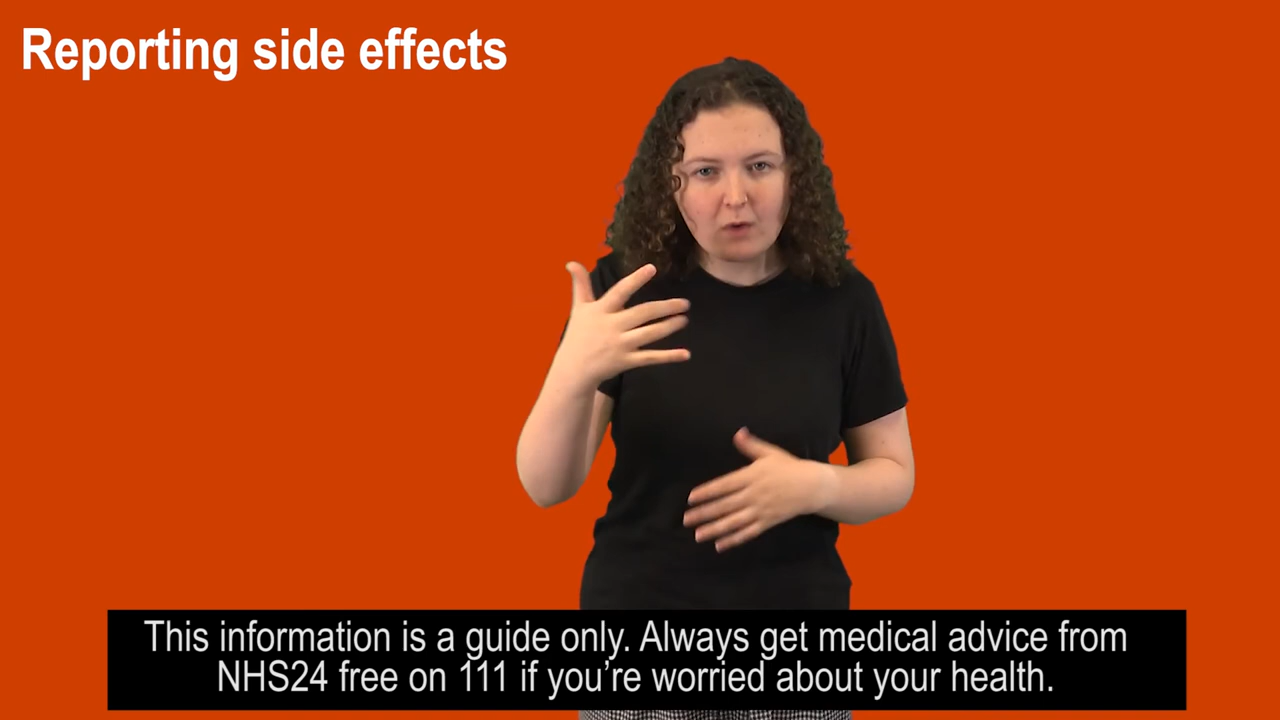 Reporting side effects
This information is a guide only. Always get medical advice from
NHS24 free on 111 if you’re worried about your health.